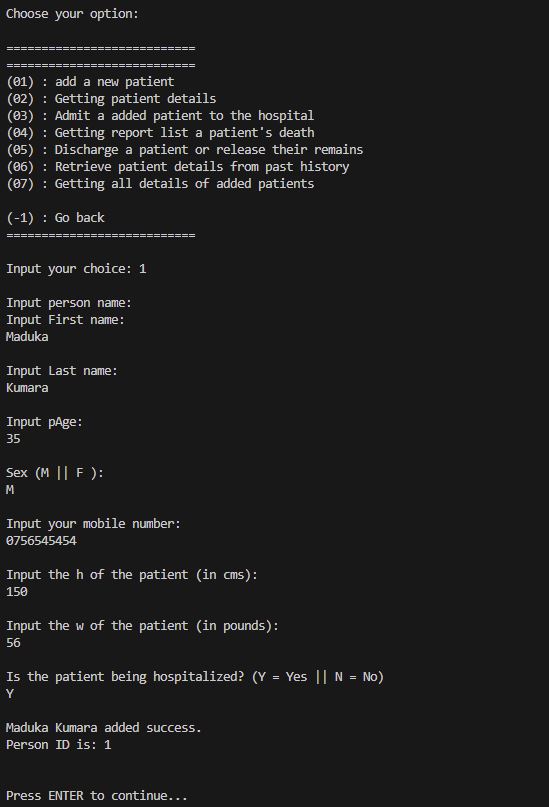 Choose your option:
===========================
===========================
(01) : add a new patient
(02) : Getting patient details
(03) : Admit a added patient to the hospital
(04) : Getting report list a patient's death
(05) : Discharge a patient or release their remains
(06) : Retrieve patient details from past history
(07) : Getting all details of added patients
(-1) : Go back
===========================
Input your choice: 1
Input person name:
Input First name:
Maduka
Input Last name:
Kumara
Input pAge:
35
Sex (M || F ):
M
Input your mobile number:
0756545454
Input the h of the patient (in cms):
150
Input the w of the patient (in pounds):
56
Is the patient being hospitalized? (Y = Yes || N = No)
Y
Maduka Kumara added success.
Person ID is: 1
Press ENTER to continue...